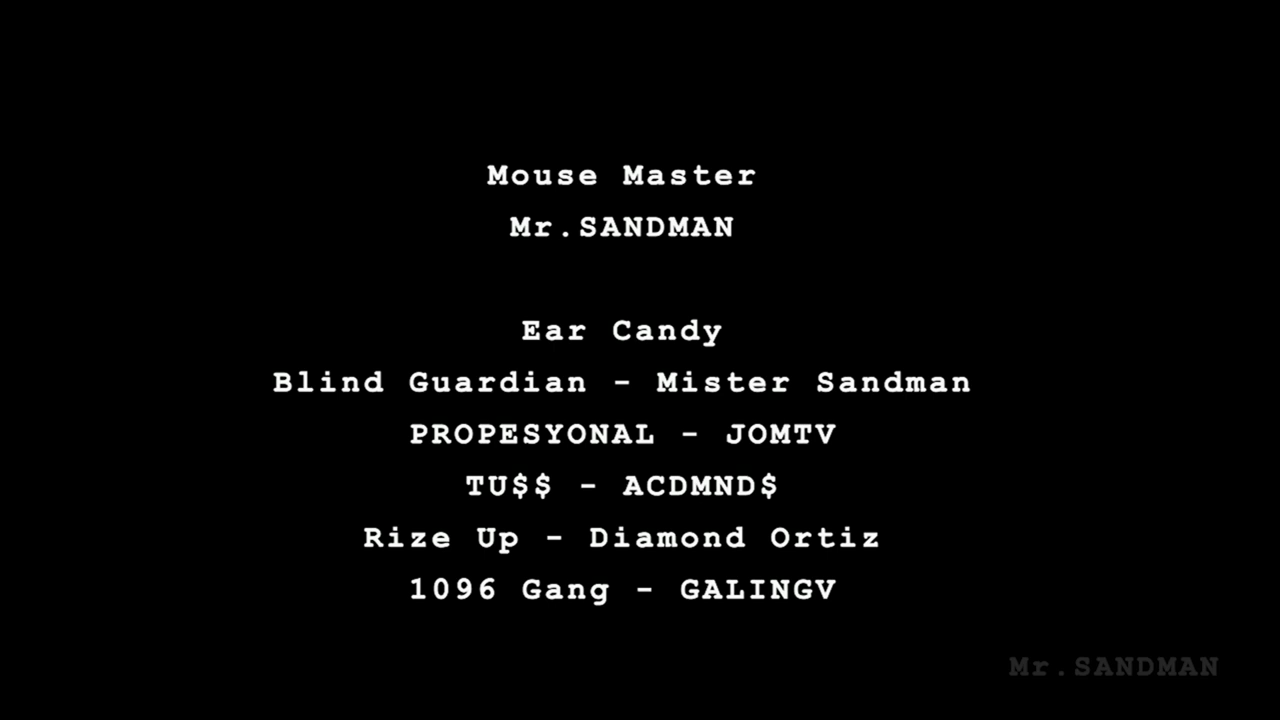 Mouse Master
Mr.SANDMAN
Ear Candy
Blind Guardian - Mister Sandman
PROPESYONAL - JOMTV
TU$$ - ACDMND$
Rize Up - Diamond Ortiz
1096 Gang - GALINGV
Mr.SANDMAN